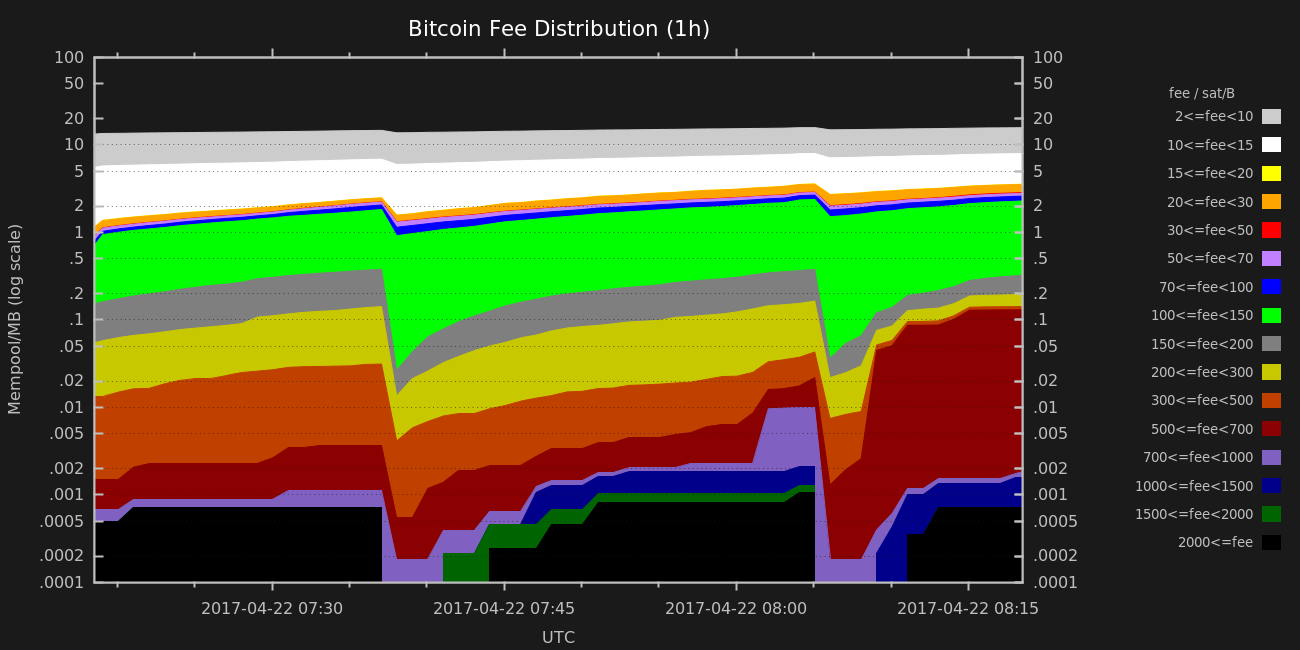 Bitcoin Fee Distribution (1h)
100
50
20
10
5
2
1
.5
.2
.1
.05
.02
.01
.005
.002
.001
.0005
.0002
.0001
Mempool/MB (log scale)
100
50
20
10
5
2
1
.5
.2
.1
.05
.02
.01
.005
.002
.001
.0005
.0002
.0001
2017-04-22 07:30
2017-04-22 07:45
2017-04-22 08:00
2017-04-22 08:15
UTC
fee / sat/B
2<=fee<10
10<=fee<15
15<=fee<20
20<=fee<30
30<=fee<50
50<=fee<70
70<=fee<100
100<=fee<150
150<=fee<200
200<=fee<300
300<=fee<500
500<=fee<700
700<=fee<1000
1000<=fee<1500
1500<=fee<2000
2000<=fee